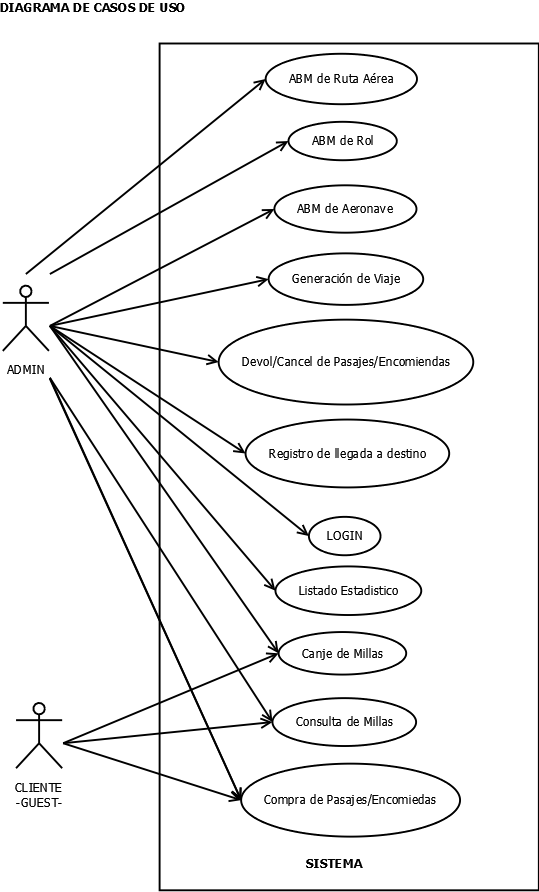 DIAGRAMA DE CASOS DE USO
ABM de Ruta Aérea
ABM de Rol
ABM de Aeronave
Generación de Viaje
ADMIN
Devol/Cancel de Pasajes/Encomiendas
Registro de llegada a destino
LOGIN
Listado Estadistico
Canje de Millas
Consulta de Millas
CLIENTE
-GUEST-
Compra de Pasajes/Encomiedas
SISTEMA